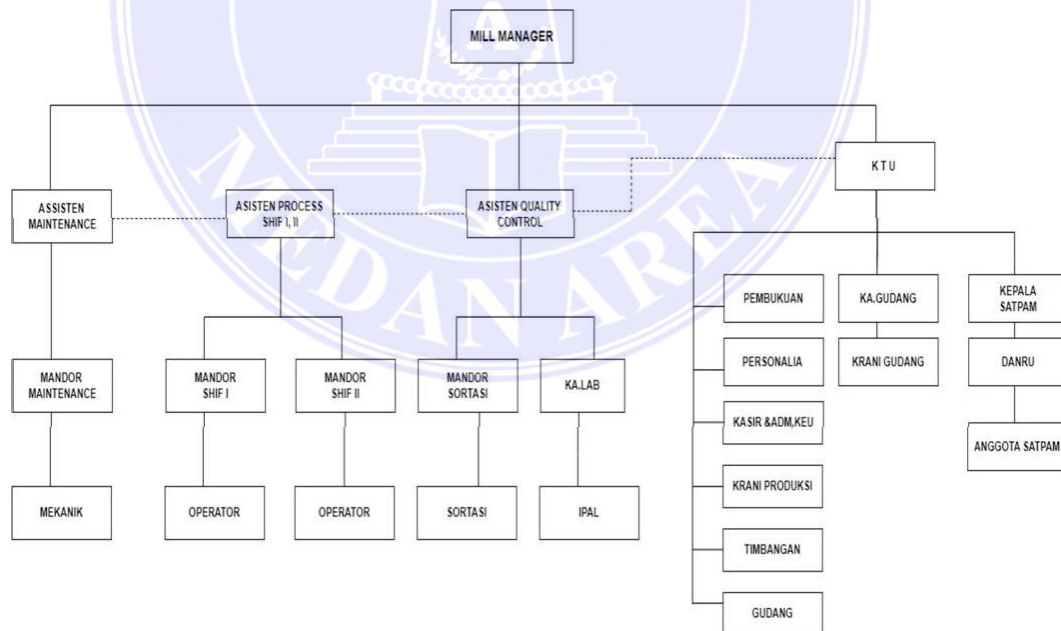 MILL MANAGER
K T U
ASSISTEN
MAINTENANCE
ASISTEN PROCESS
SHIF I, II
ASISTEN QUALITY
CONTROL
PEMBUKUAN
KA.GUDANG
KEPALA
SATPAM
PERSONALIA
KRANI GUDANG
DANRU
MANDOR
MAINTENANCE
MANDOR
SHIF I
MANDOR
SHIF II
MANDOR
SORTASI
KA.LAB
KASIR &ADM,KEU
ANGGOTA SATPAM
KRANI PRODUKSI
MEKANIK
OPERATOR
OPERATOR
SORTASI
IPAL
TIMBANGAN
GUDANG
A
MEDAN AREA